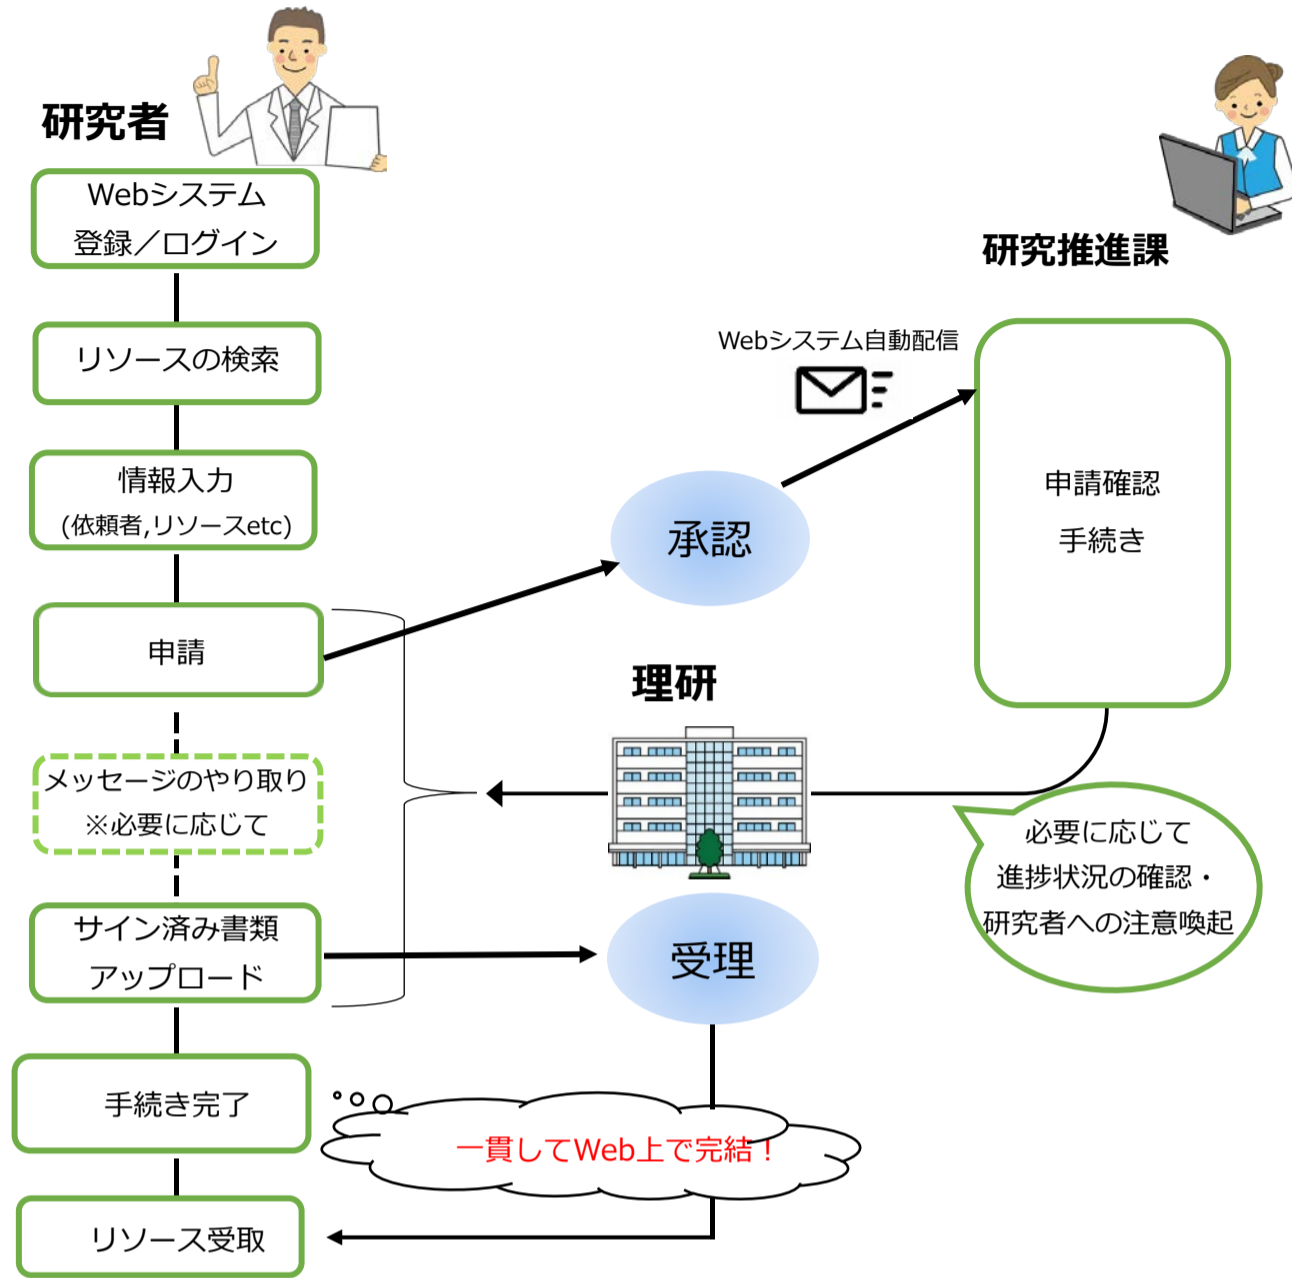 研究者
Webシステム
登録／ログイン
リソースの検索
情報入力
(依頼者,リソースetc)
申請
メッセージのやり取り
※必要に応じて
サイン済み書類
アップロード
手続き完了
リソース受取
承認
Webシステム自動配信
研究推進課
申請確認
手続き
理研
必要に応じて
進捗状況の確認・
研究者への注意喚起
受理
一貫してWeb上で完結！